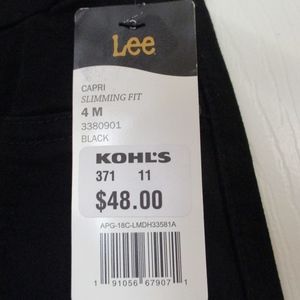 Lee
CAPRI
SLIMMING FIT
4 M
3380901
BLACK
KOHL'S
371 11
$48.00
APG-18C-LMDH33581A
1 91056 67907 1